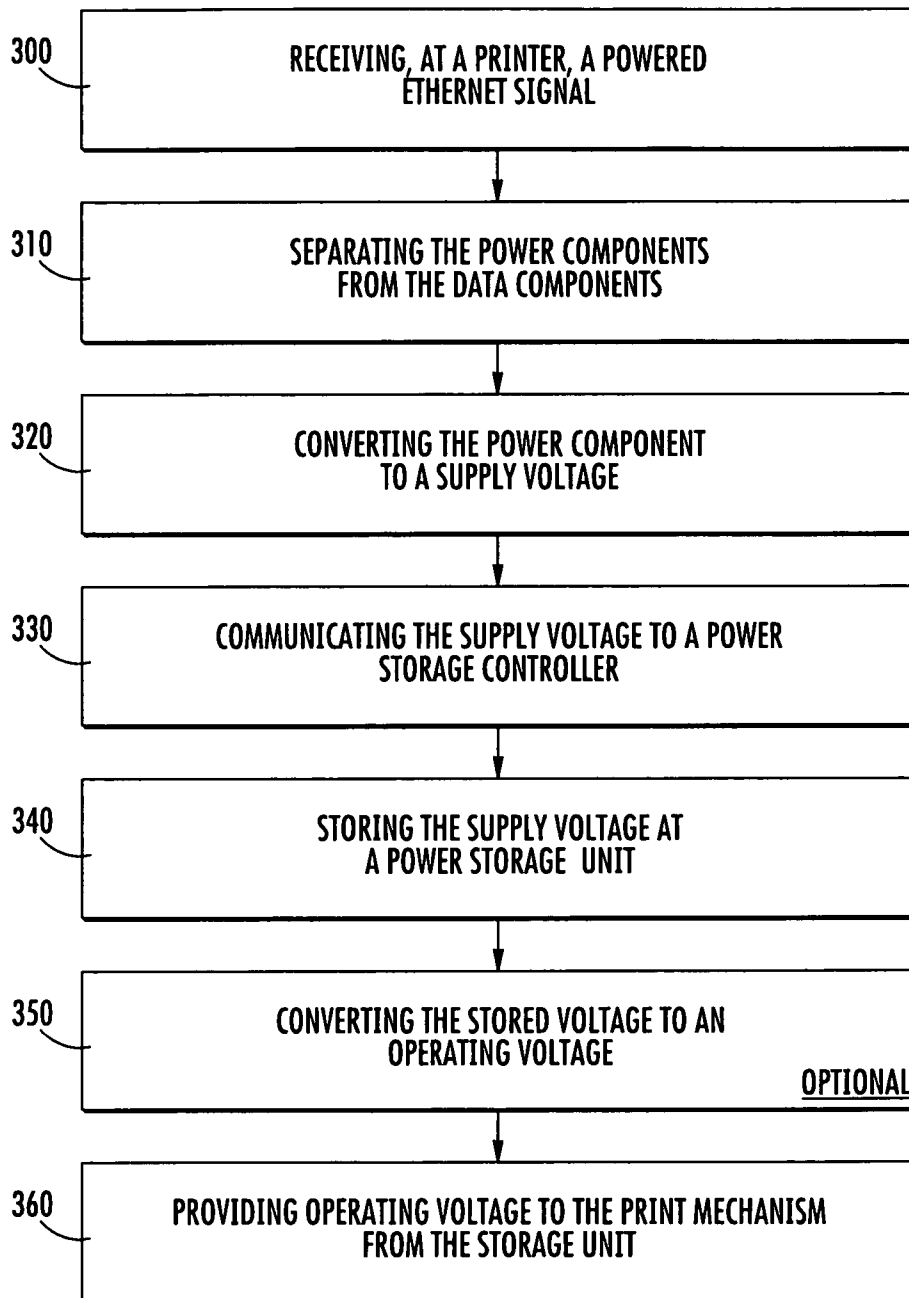 300
RECEIVING, AT A PRINTER, A POWERED
ETHERNET SIGNAL
310
SEPARATING THE POWER COMPONENTS
FROM THE DATA COMPONENTS
320
CONVERTING THE POWER COMPONENT
TO A SUPPLY VOLTAGE
330
COMMUNICATING THE SUPPLY VOLTAGE TO A POWER
STORAGE CONTROLLER
340
STORING THE SUPPLY VOLTAGE AT
A POWER STORAGE UNIT
350
CONVERTING THE STORED VOLTAGE TO AN
OPERATING VOLTAGE
OPTIONAL
360
PROVIDING OPERATING VOLTAGE TO THE PRINT MECHANISM
FROM THE STORAGE UNIT